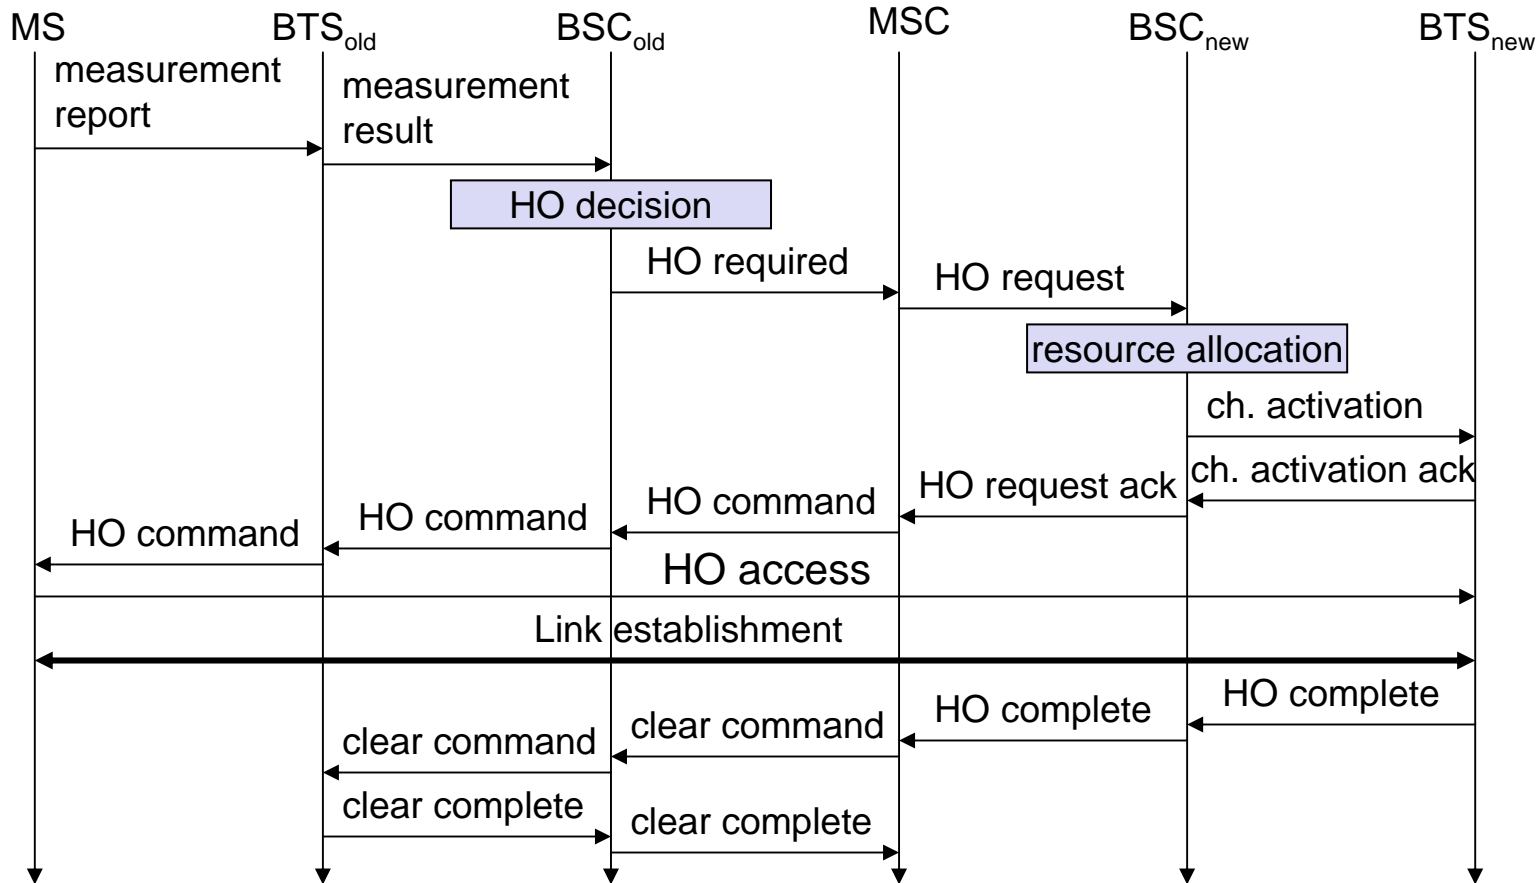 MS
BTSold
BSCold
MSC
BSCnew
BTSnew
measurement
report
measurement
result
HO decision
HO required
HO request
resource allocation
ch. activation
ch. activation ack
HO request ack
HO command
HO command
HO command
HO access
Link establishment
HO complete
HO complete
clear command
clear command
clear complete
clear complete